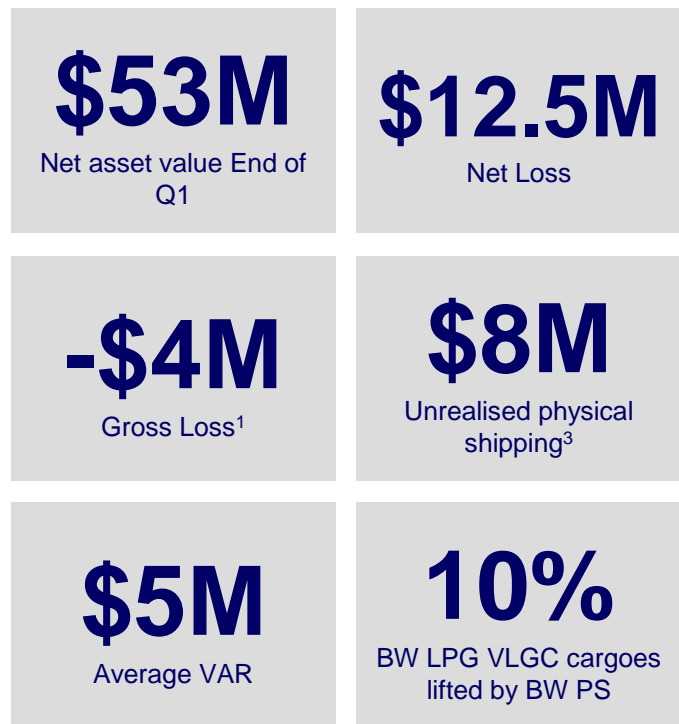 $53M
Net asset value End of
Q1
$12.5M
Net Loss
-$4M
Gross Loss¹
$8M
Unrealised physical
shipping³
$5M
Average VAR
10%
BW LPG VLGC cargoes
lifted by BW PS